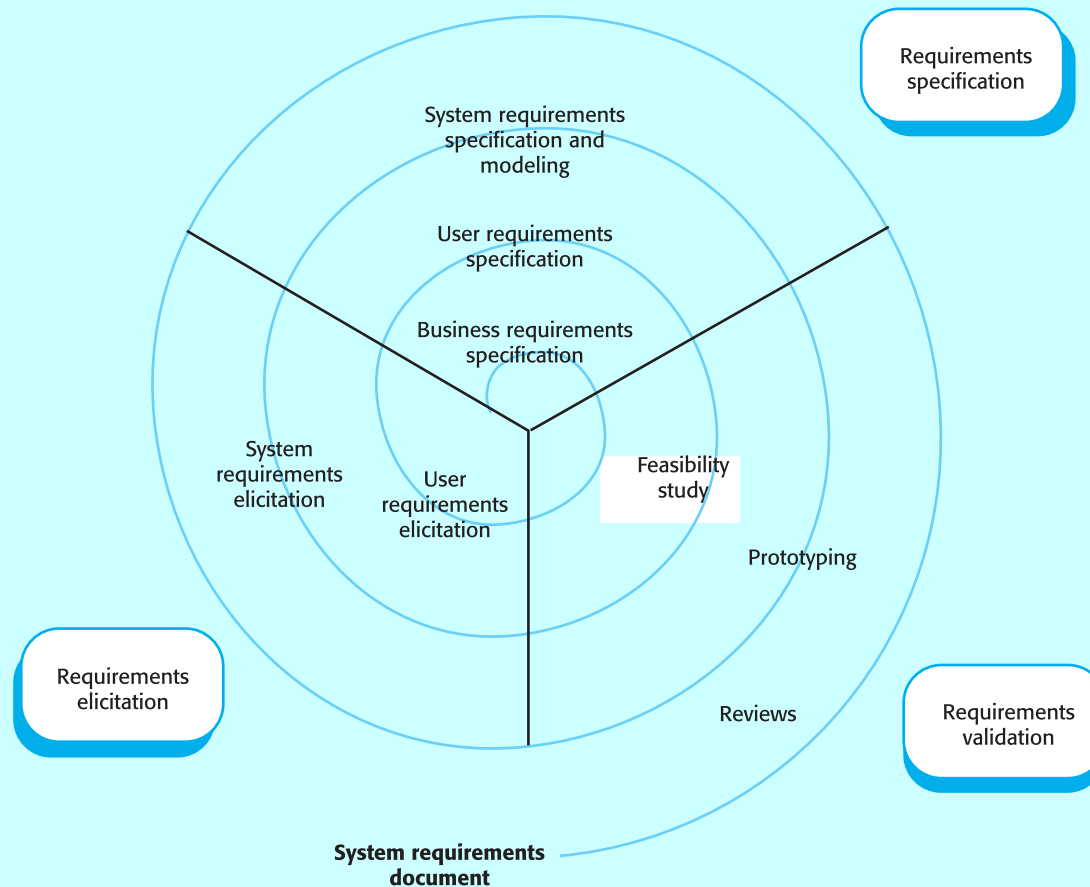 Requirements
specification
System requirements
specification and
modeling
User requirements
specification
Business requirements
specification
System
requirements
elicitation
User
requirements
elicitation
Feasibility
study
Prototyping
Reviews
Requirements
elicitation
Requirements
validation
System requirements
document